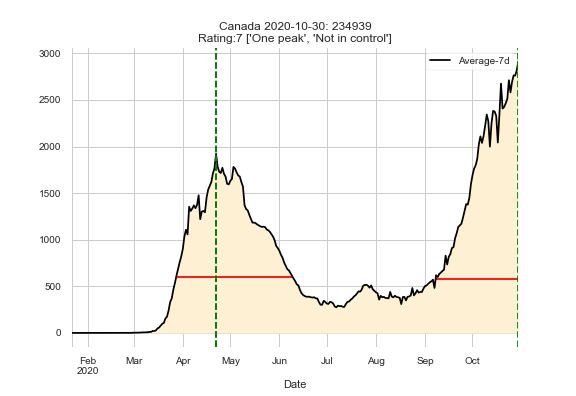 Canada 2020-10-30: 234939
Rating:7 ['One peak', 'Not in control']
Average-7d
3000
2500
2000
1500
1000
500
0
Feb Mar Apr May Jun Jul Aug Sep Oct
2020
Date